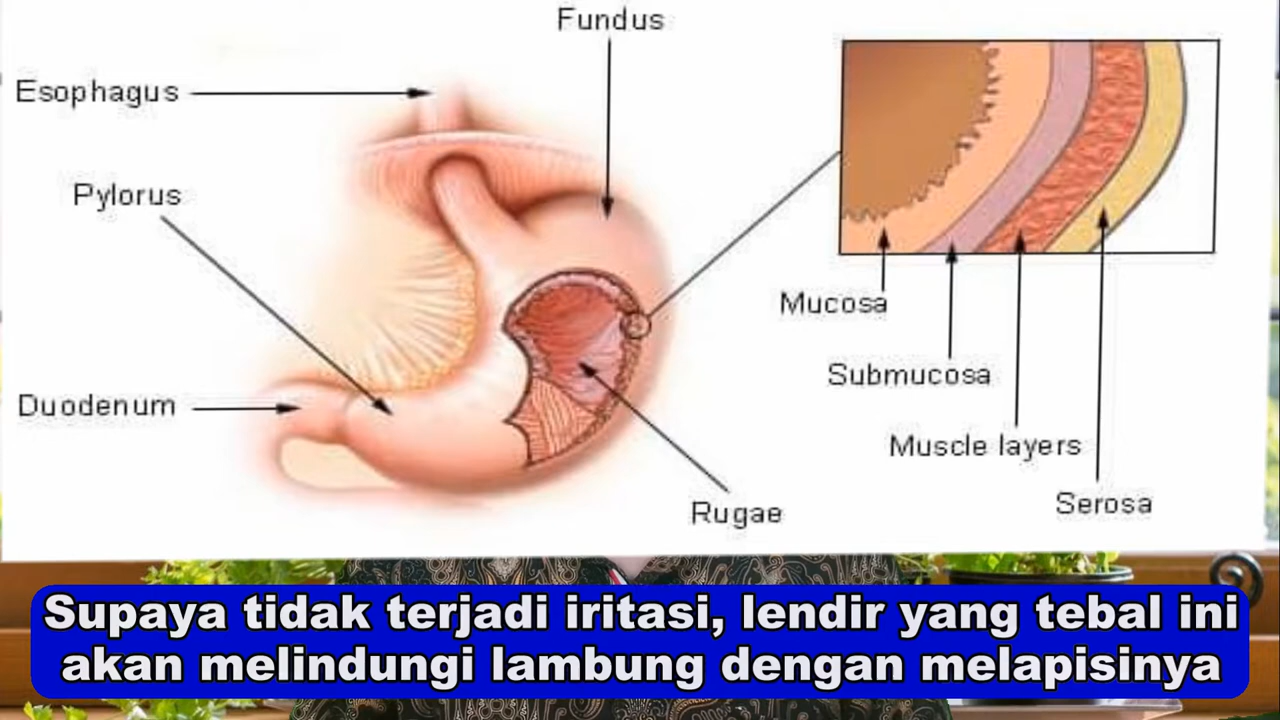 Fundus
Esophagus
Pylorus
Duodenum
Rugae
Mucosa
Submucosa
Muscle layers
Serosa
Supaya tidak terjadi iritasi, lendir yang tebal ini
akan melindungi lambung dengan melapisinya